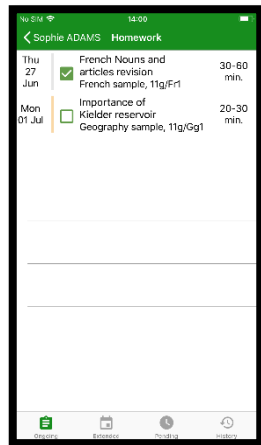 No SIM 14:00
Sophie ADAMS Homework
Thu
27
Jun
French Nouns and
articles revision
French sample, 11g/Fr1
30-60
min.
Mon
01 Jul
Importance of
Kielder reservoir
Geography sample, 11g/Gg1
20-30
min.
Ongoing Extended Pending History